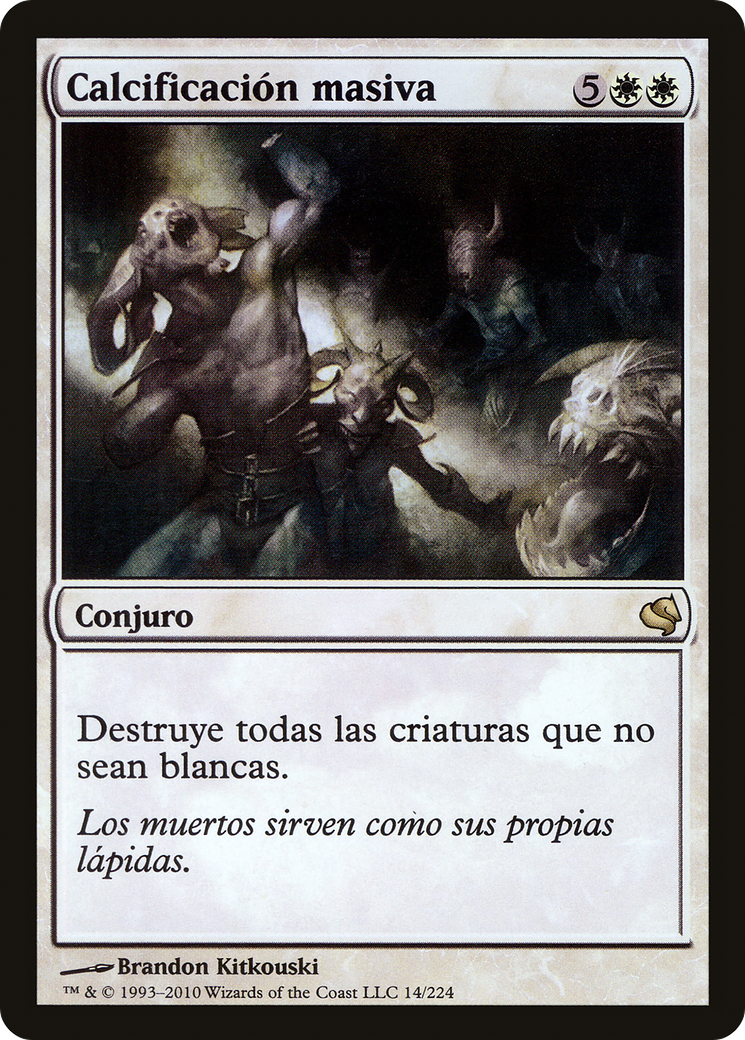 Calcificación masiva 5
Conjuro
Destruye todas las criaturas que no
sean blancas.
Los muertos sirven como sus propias
lápidas.
Brandon Kitkouski
™ & © 1993–2010 Wizards of the Coast LLC 14/224